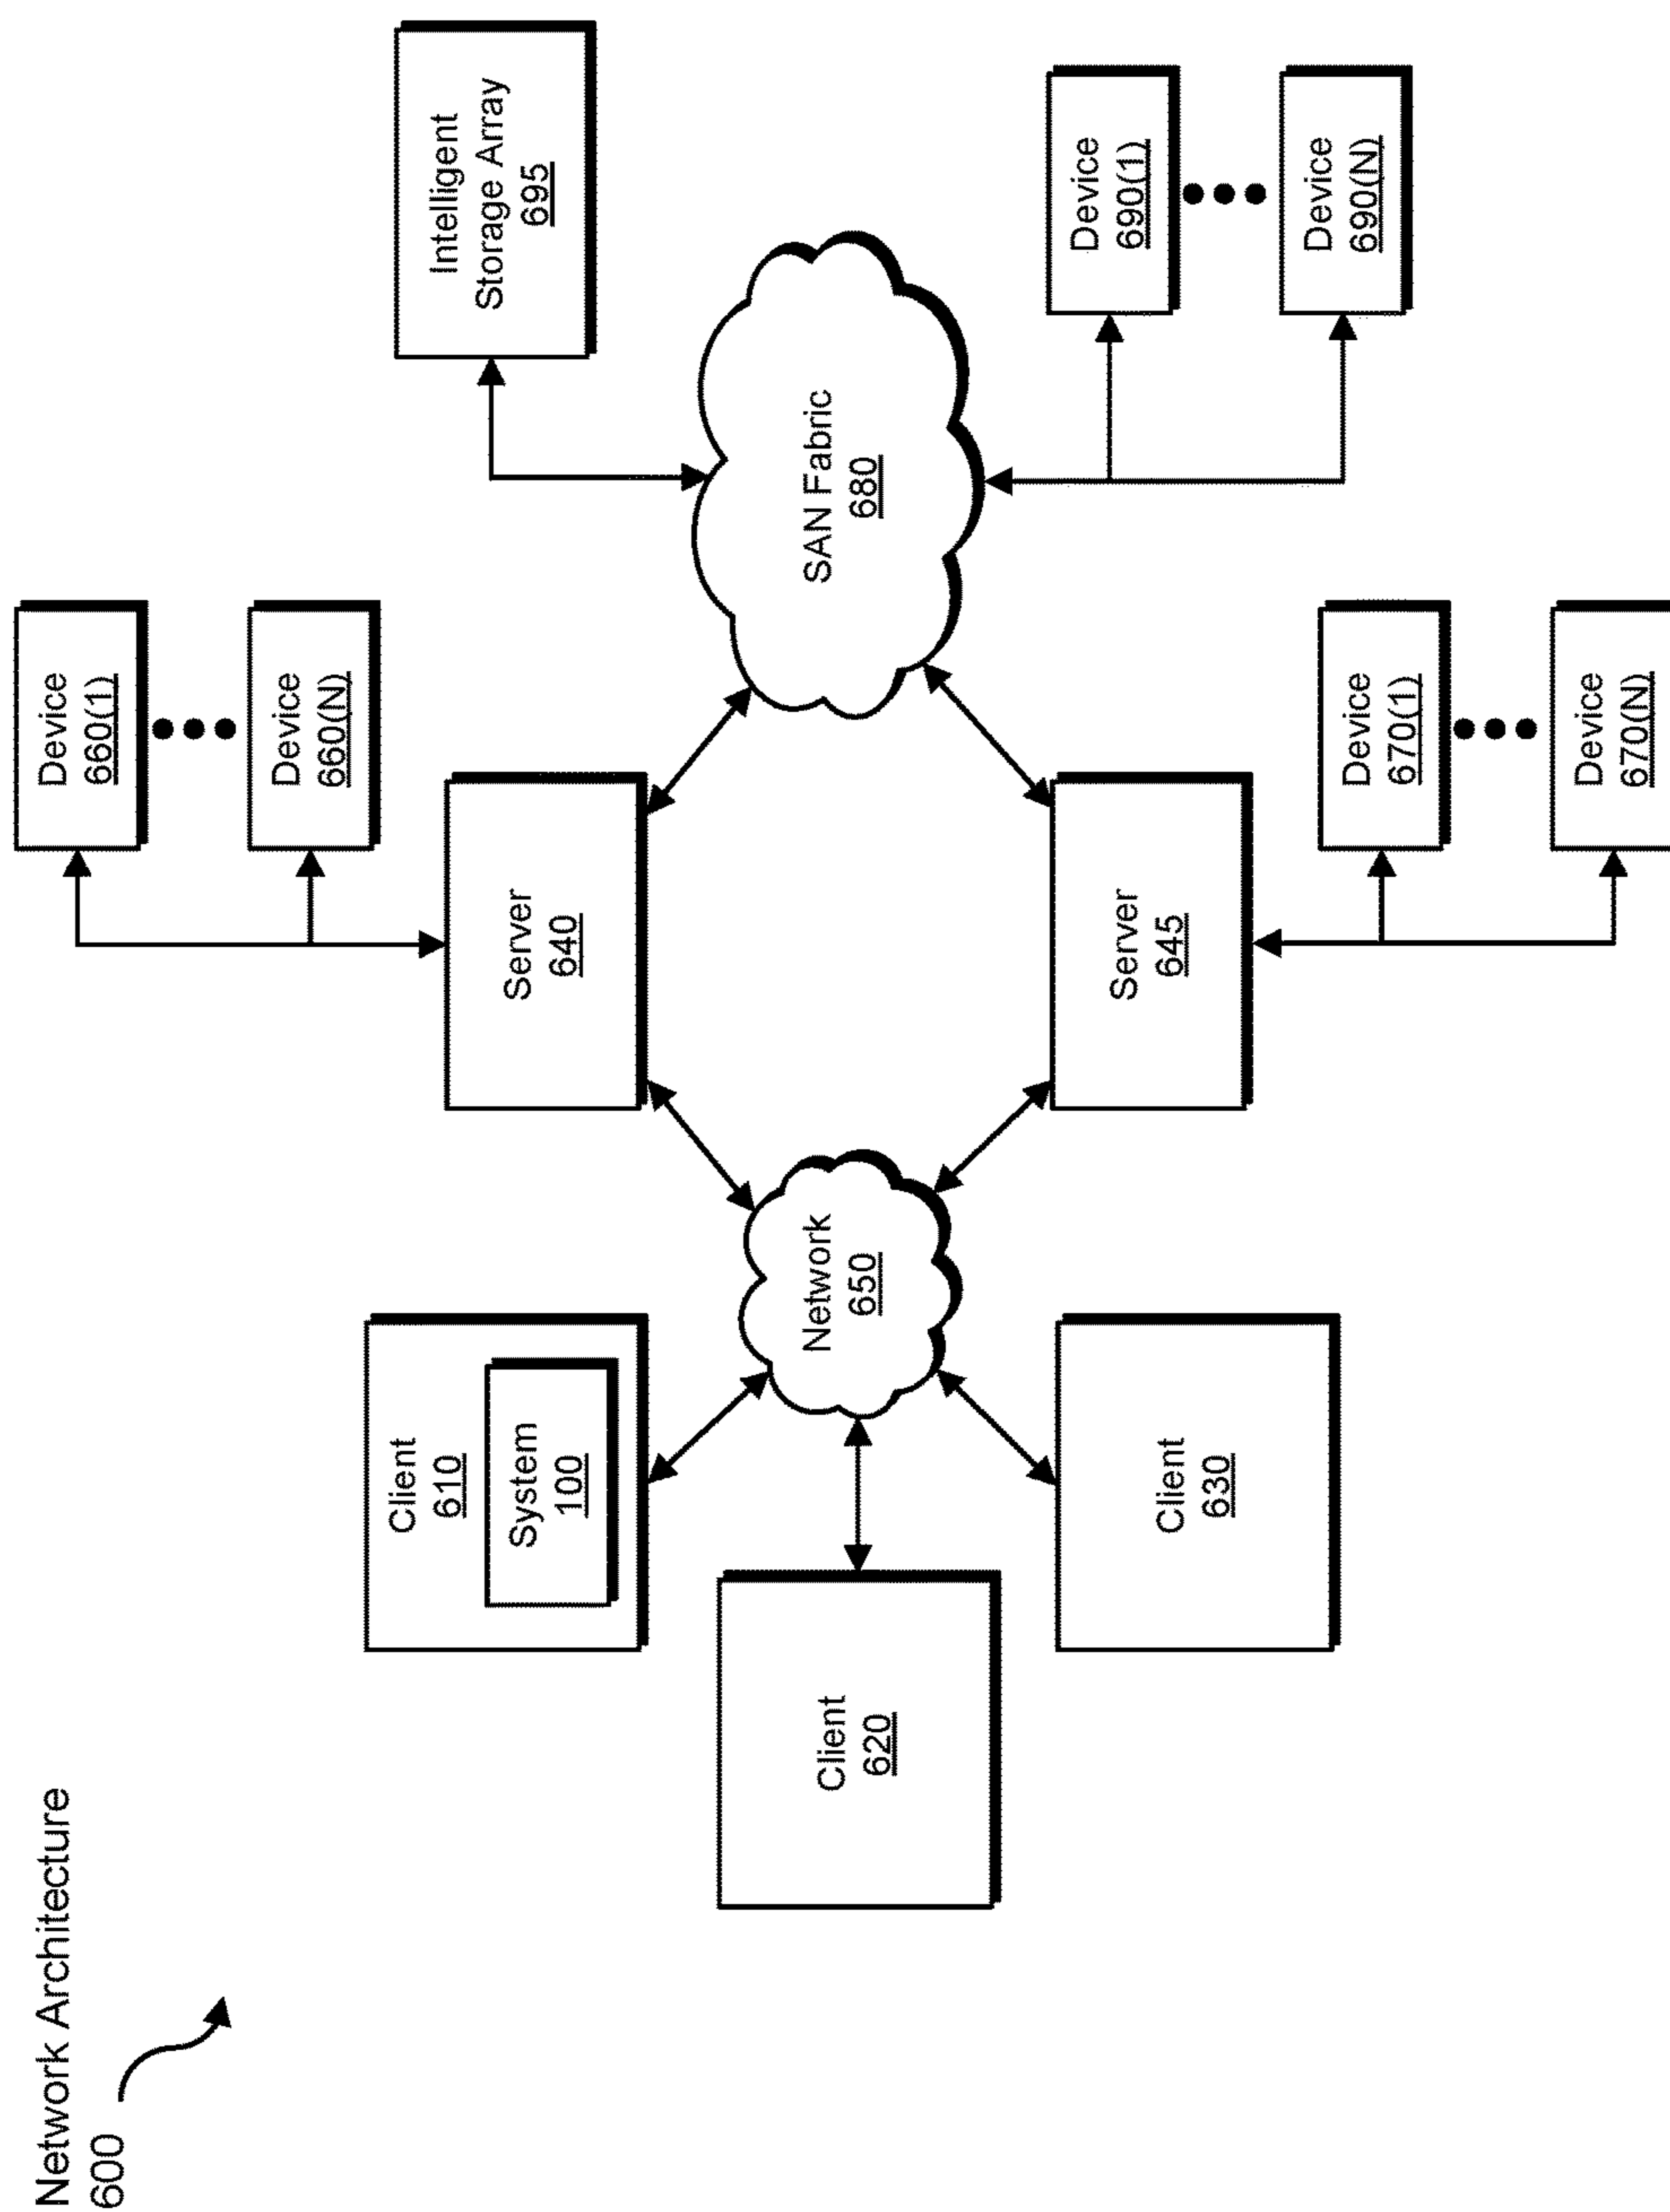 Network Architecture
600
Client
610
System
100
Client
620
Client
630
Network
650
Server
640
Server
645
Device
660(1)
Device
660(N)
Device
670(1)
Device
670(N)
SAN Fabric
680
Intelligent
Storage Array
695
Device
690(1)
Device
690(N)